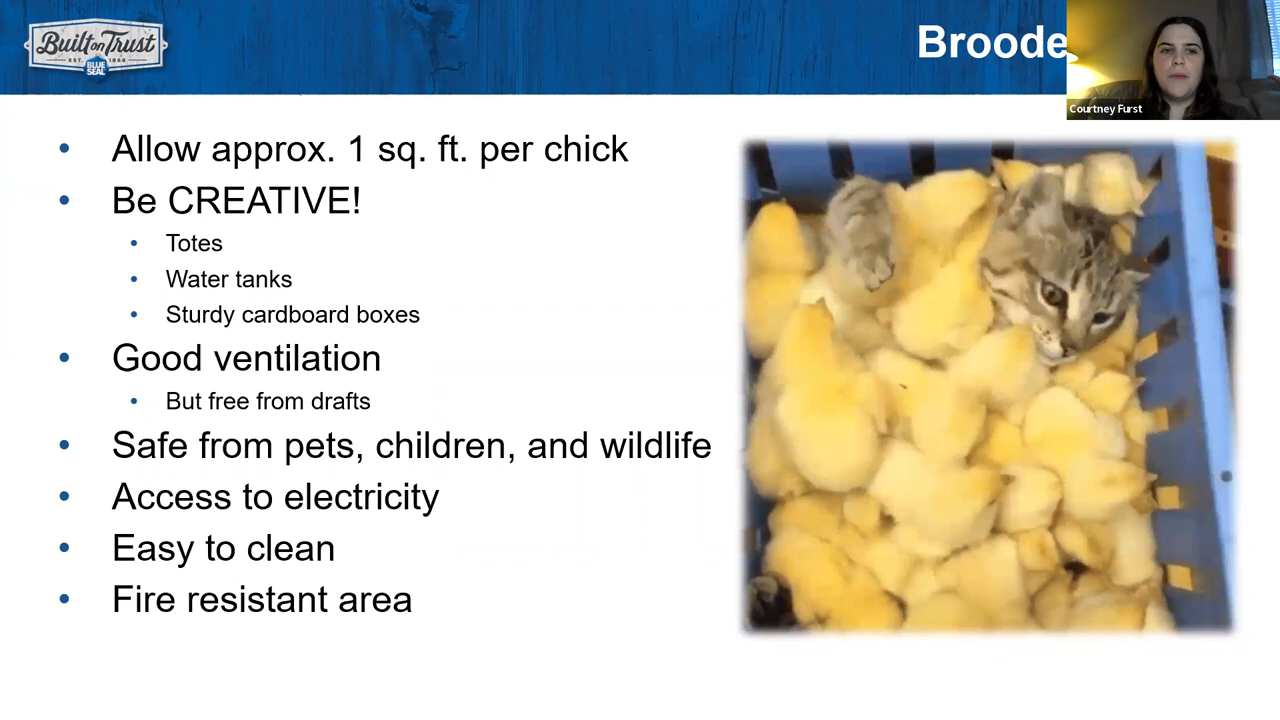 Built on Trust
EST. 1868
BLUE SEAL
Broode
Courtney Furst
• Allow approx. 1 sq. ft. per chick
• Be CREATIVE!
• Totes
• Water tanks
• Sturdy cardboard boxes
• Good ventilation
• But free from drafts
• Safe from pets, children, and wildlife
• Access to electricity
• Easy to clean
• Fire resistant area